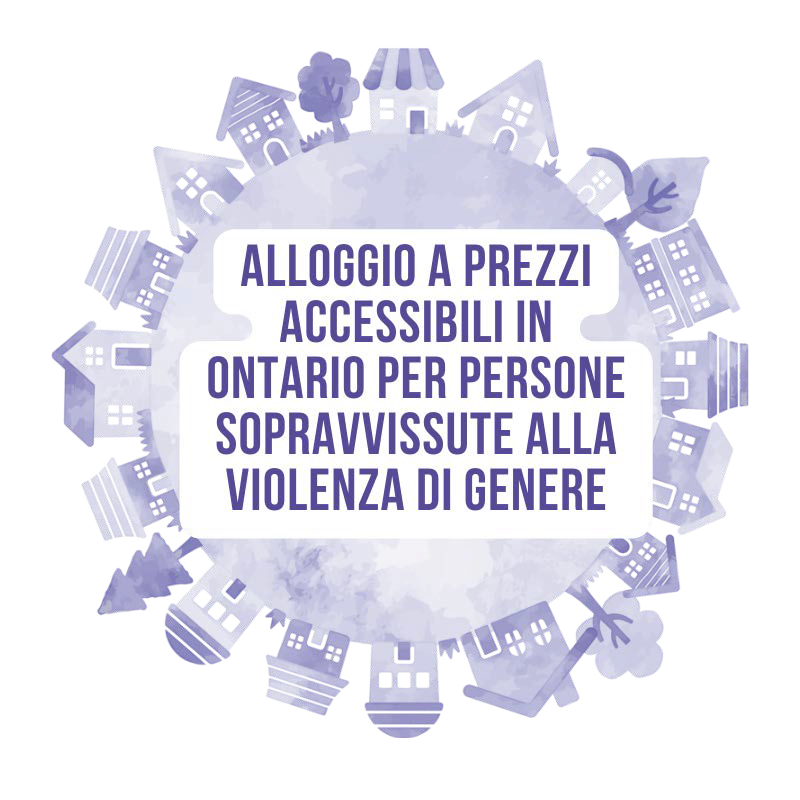 ALLOGGIO A PREZZI
ACCESSIBILI IN
ONTARIO PER PERSONE
SOPRAVVISSUTE ALLA
VIOLENZA DI GENERE